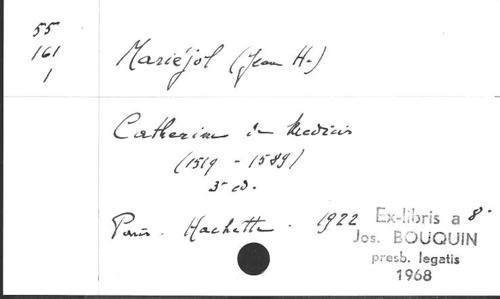 55
161
1
Mariéjol (Jean H.)
Catherine de Medicis
(1519 - 1589)
3e éd.
Paris. Hachette. 1922 8°
Ex-libris a
Jos. BOUQUIN
presb. legatis
1968